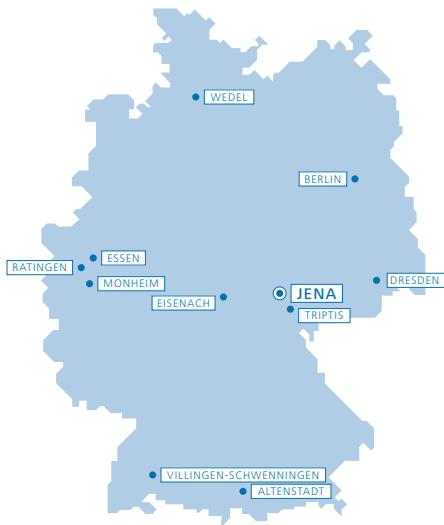 WEDEL
BERLIN
ESSEN
RATINGEN
MONHEIM
DRESDEN
JENA
EISENACH
TRIPTIS
VILLINGEN-SCHWENNINGEN
ALTENSTADT